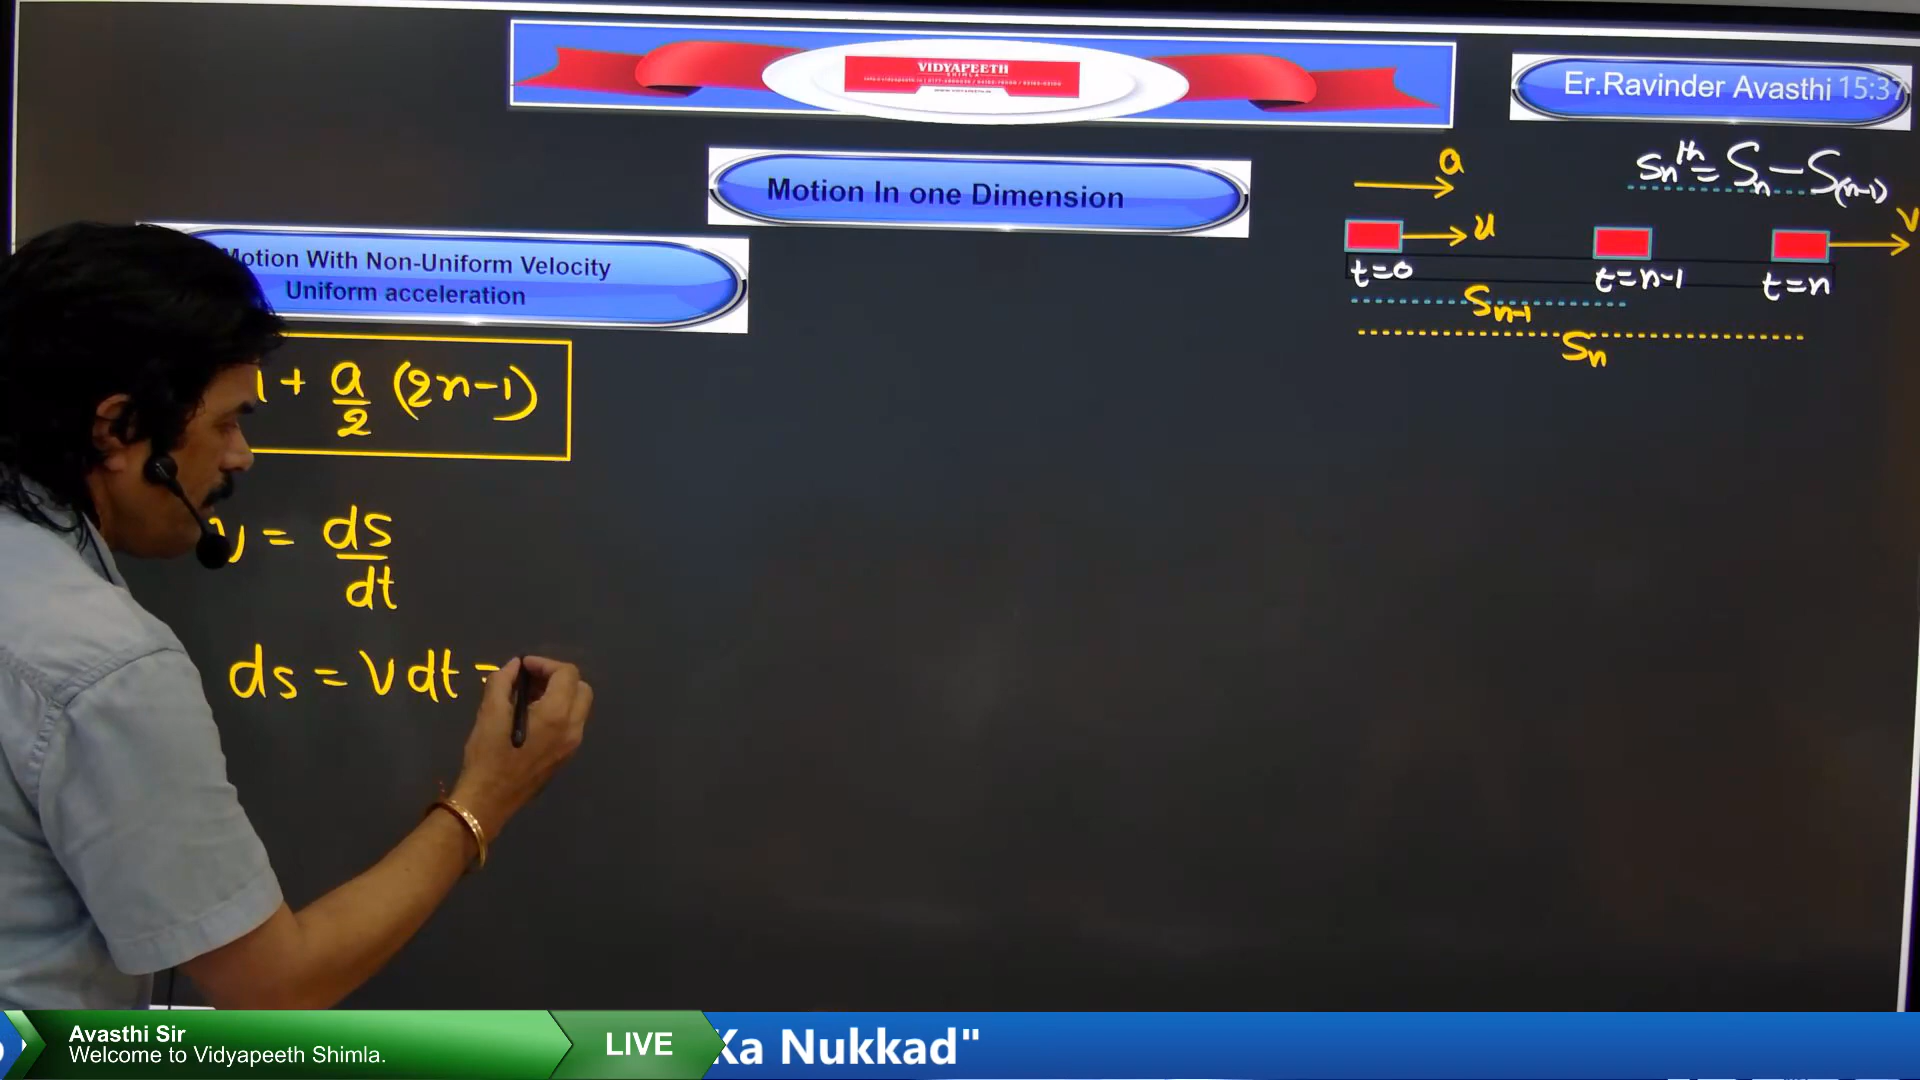 VIDYAPEETH
SHIMLA
Er.Ravinder Avasthi 15:37
Motion In one Dimension
Motion With Non-Uniform Velocity
Uniform acceleration
a
Sn^th = Sn - S(n-1)
u
v
t=0
t=n-1
t=n
Sn-1
Sn
+ a/2 (2n-1)
v = ds/dt
ds = v dt =
Avasthi Sir
Welcome to Vidyapeeth Shimla.
LIVE
Ka Nukkad"